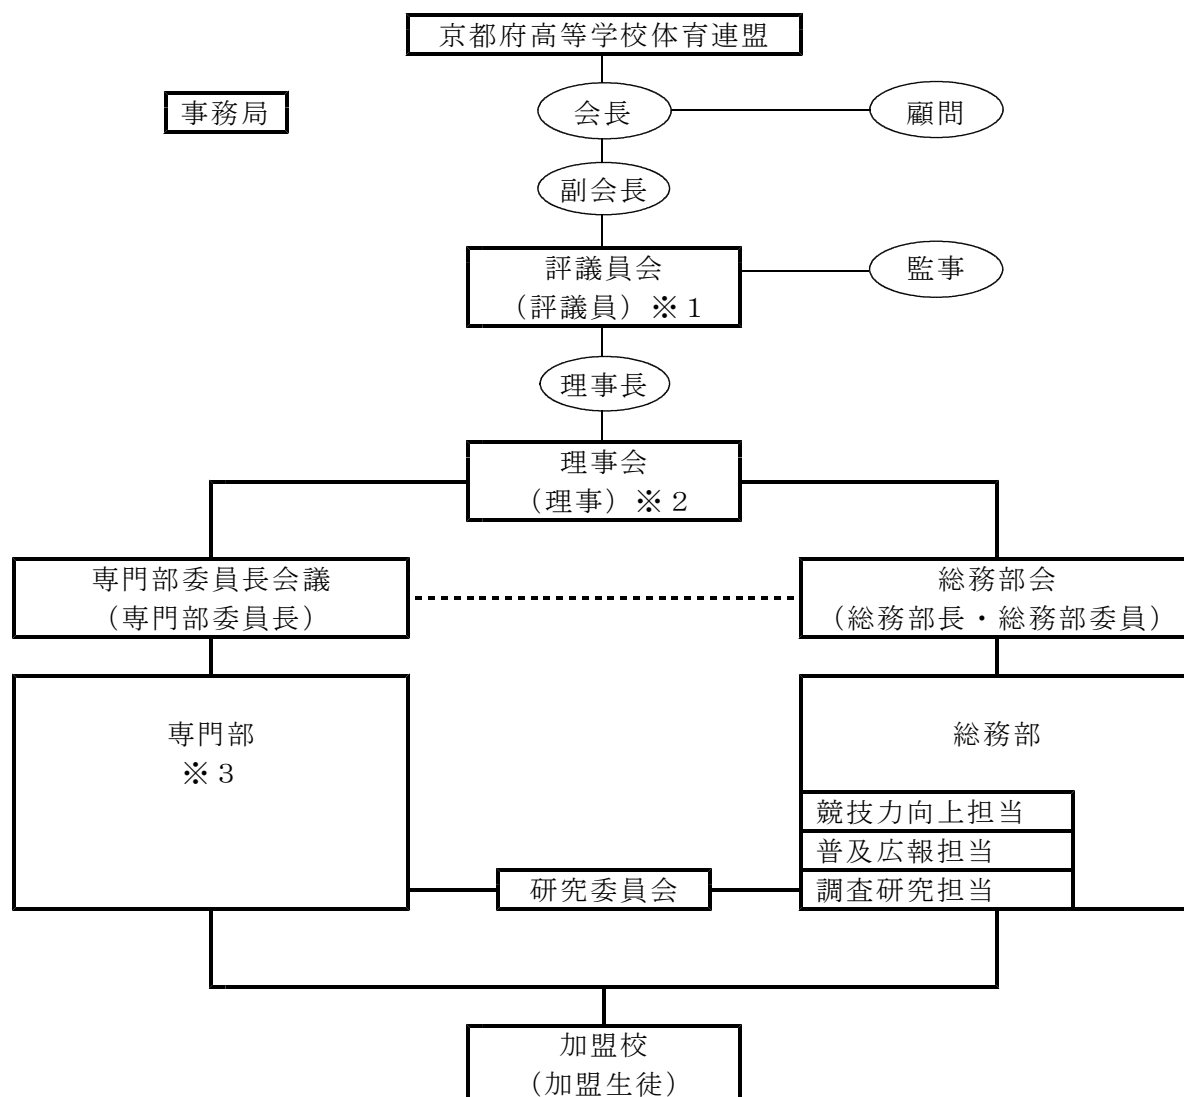 京都府高等学校体育連盟
事務局
会長
顧問
副会長
評議員会
（評議員）※１
監事
理事長
理事会
（理事）※２
専門部委員長会議
（専門部委員長）
総務部会
（総務部長・総務部委員）
専門部
※３
総務部
競技力向上担当
普及広報担当
調査研究担当
研究委員会
加盟校
（加盟生徒）